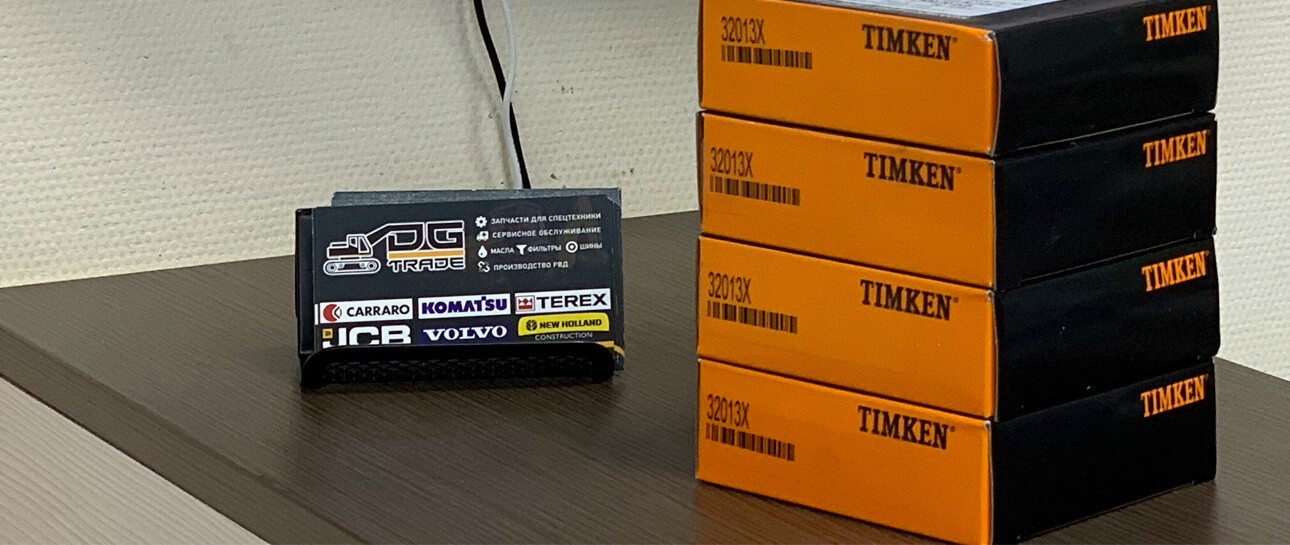 DG
TRADE
ЗАПЧАСТИ ДЛЯ СПЕЦТЕХНИКИ
СЕРВИСНОЕ ОБСЛУЖИВАНИЕ
МАСЛА ФИЛЬТРЫ ШИНЫ
ПРОИЗВОДСТВО РВД
CARRARO KOMATSU TEREX
JCB VOLVO NEW HOLLAND
CONSTRUCTION
32013X TIMKEN® TIMKEN®
32013X TIMKEN® TIMKEN®
32013X TIMKEN® TIMKEN®
32013X TIMKEN® TIMKEN®